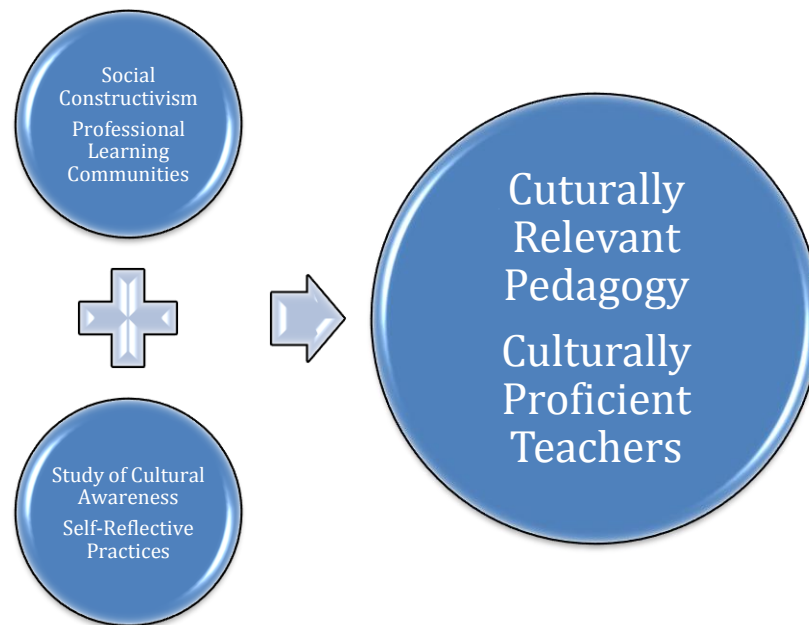 Social
Constructivism
Professional
Learning
Communities
Study of Cultural
Awareness
Self-Reflective
Practices
Cuturally
Relevant
Pedagogy
Culturally
Proficient
Teachers